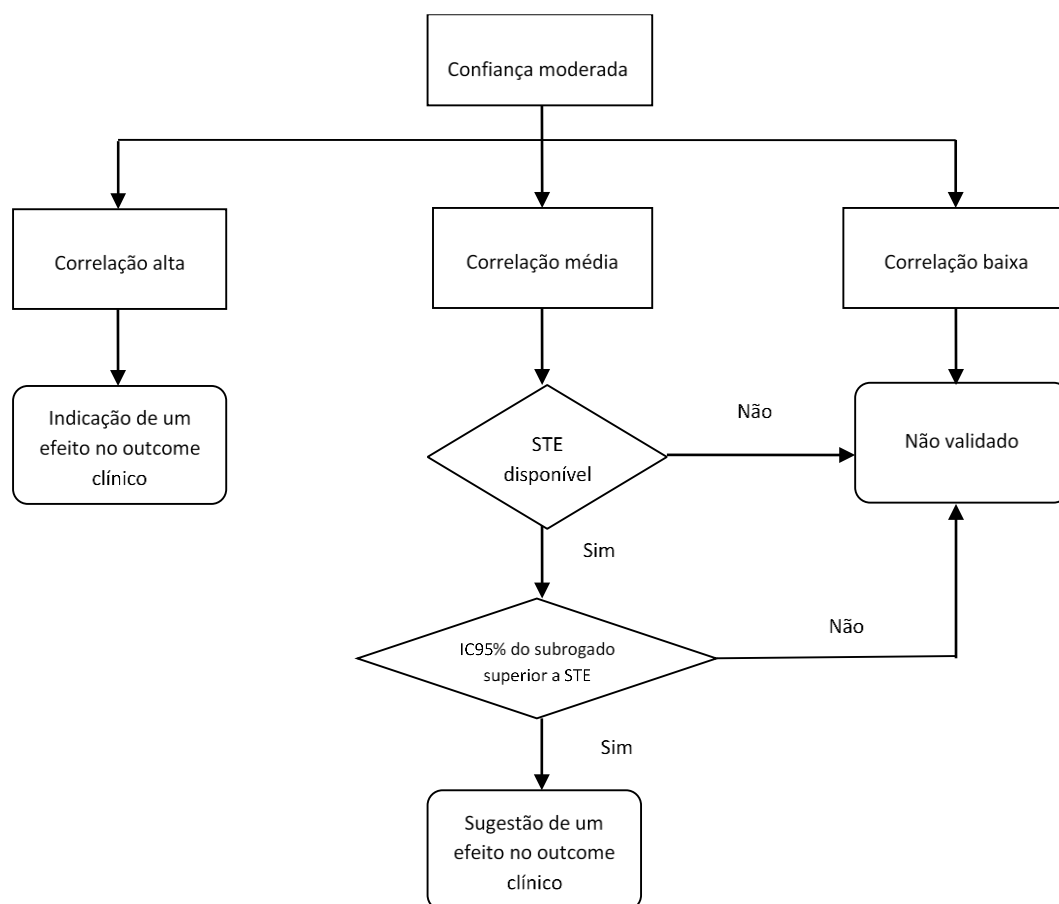 Confiança moderada
Correlação alta
Correlação média
Correlação baixa
Indicação de um
efeito no outcome
clínico
STE
disponível
Não
Não validado
Sim
IC95% do subrogado
superior a STE
Não
Sim
Sugestão de um
efeito no outcome
clínico